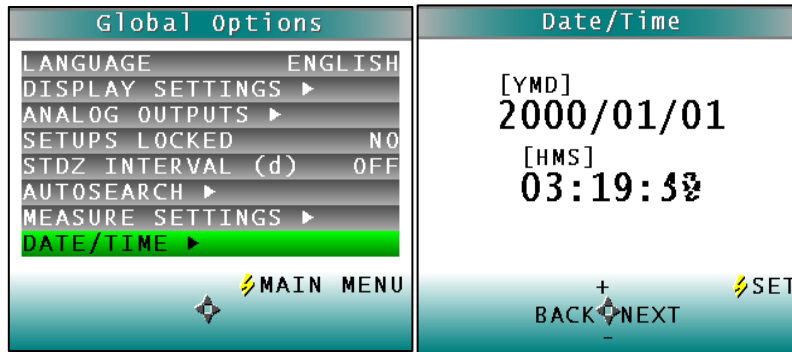 Global Options
LANGUAGE ENGLISH
DISPLAY SETTINGS ▶
ANALOG OUTPUTS ▶
SETUPS LOCKED NO
STDZ INTERVAL (d) OFF
AUTOSEARCH ▶
MEASURE SETTINGS ▶
DATE/TIME ▶
MAIN MENU
Date/Time
[YMD]
2000/01/01
[HMS]
03:19:
+
SET
BACK NEXT
-